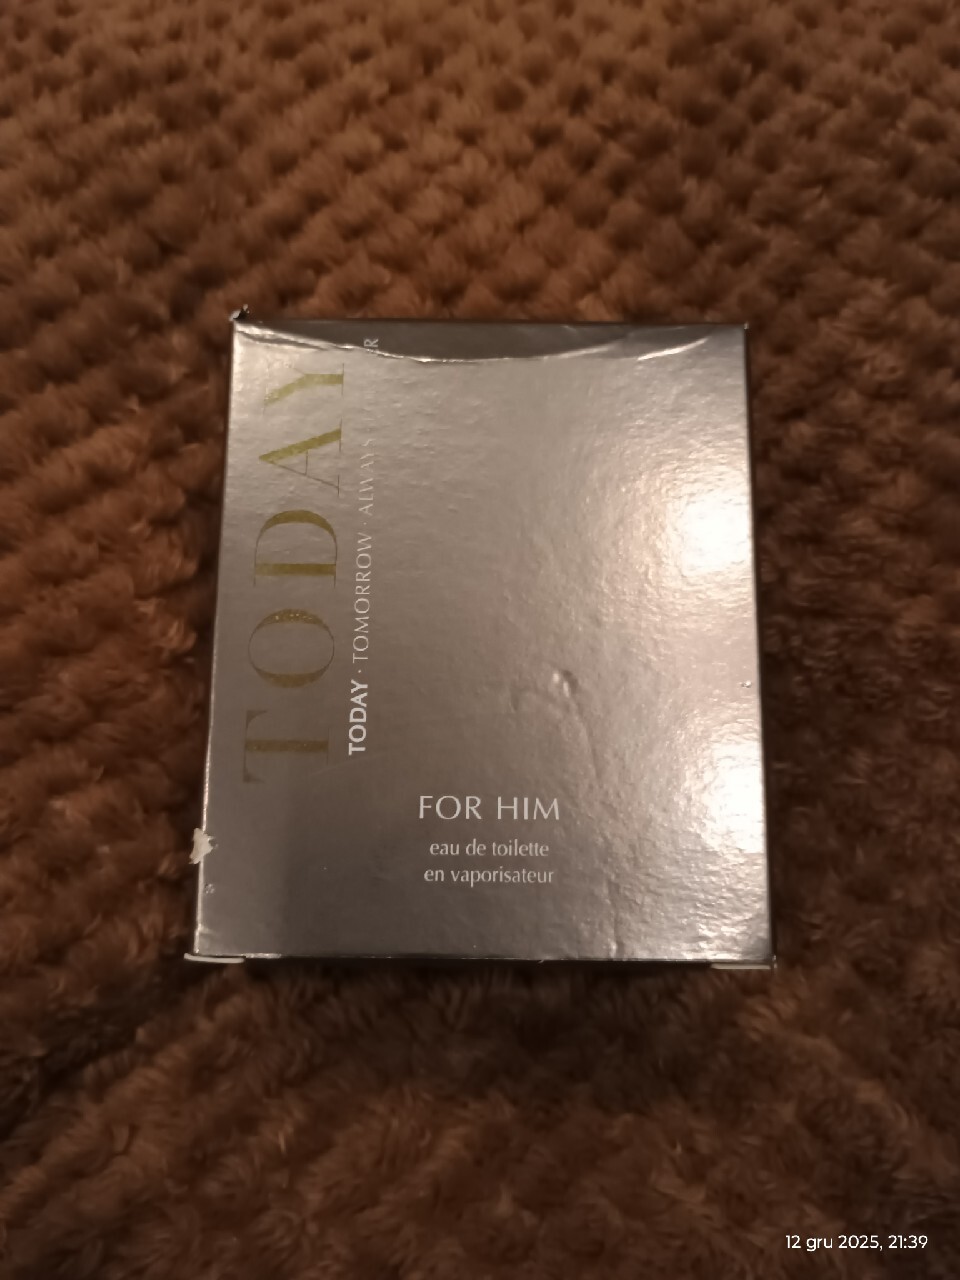 TODAY
TODAY · TOMORROW · ALWAYS
FOR HIM
eau de toilette
en vaporisateur
12 gru 2025, 21:39